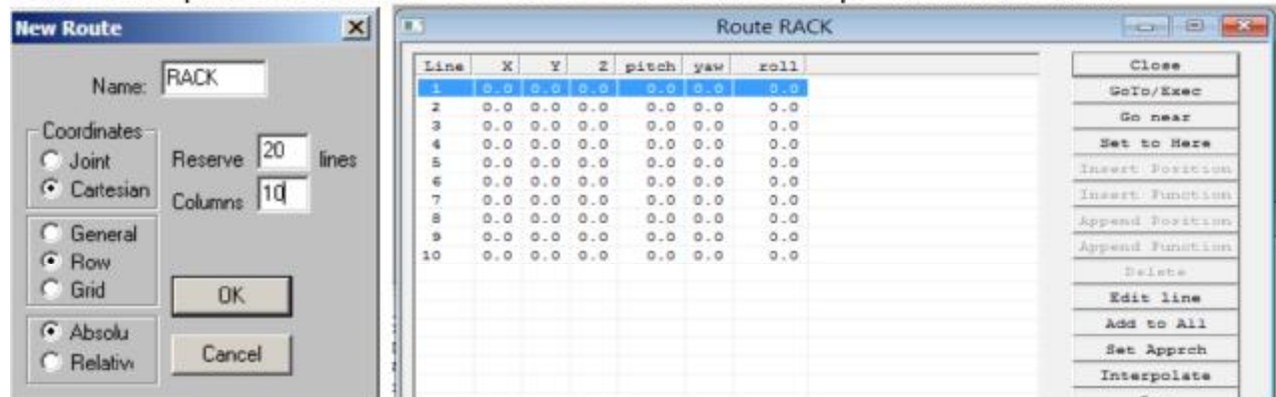 New Route
Name: RACK
Coordinates
Joint
Cartesian
Reserve 20 lines
Columns 10
General
Row
Grid
OK
Absolu
Relativ
Cancel
Route RACK
Line X Y Z pitch yaw roll
1 0.0 0.0 0.0 0.0 0.0 0.0
2 0.0 0.0 0.0 0.0 0.0 0.0
3 0.0 0.0 0.0 0.0 0.0 0.0
4 0.0 0.0 0.0 0.0 0.0 0.0
5 0.0 0.0 0.0 0.0 0.0 0.0
6 0.0 0.0 0.0 0.0 0.0 0.0
7 0.0 0.0 0.0 0.0 0.0 0.0
8 0.0 0.0 0.0 0.0 0.0 0.0
9 0.0 0.0 0.0 0.0 0.0 0.0
10 0.0 0.0 0.0 0.0 0.0 0.0
Close
GoTo/Exec
Go near
Set to Here
Insert Position
Insert Function
Append Position
Append Function
Delete
Edit line
Add to All
Set Apprch
Interpolate